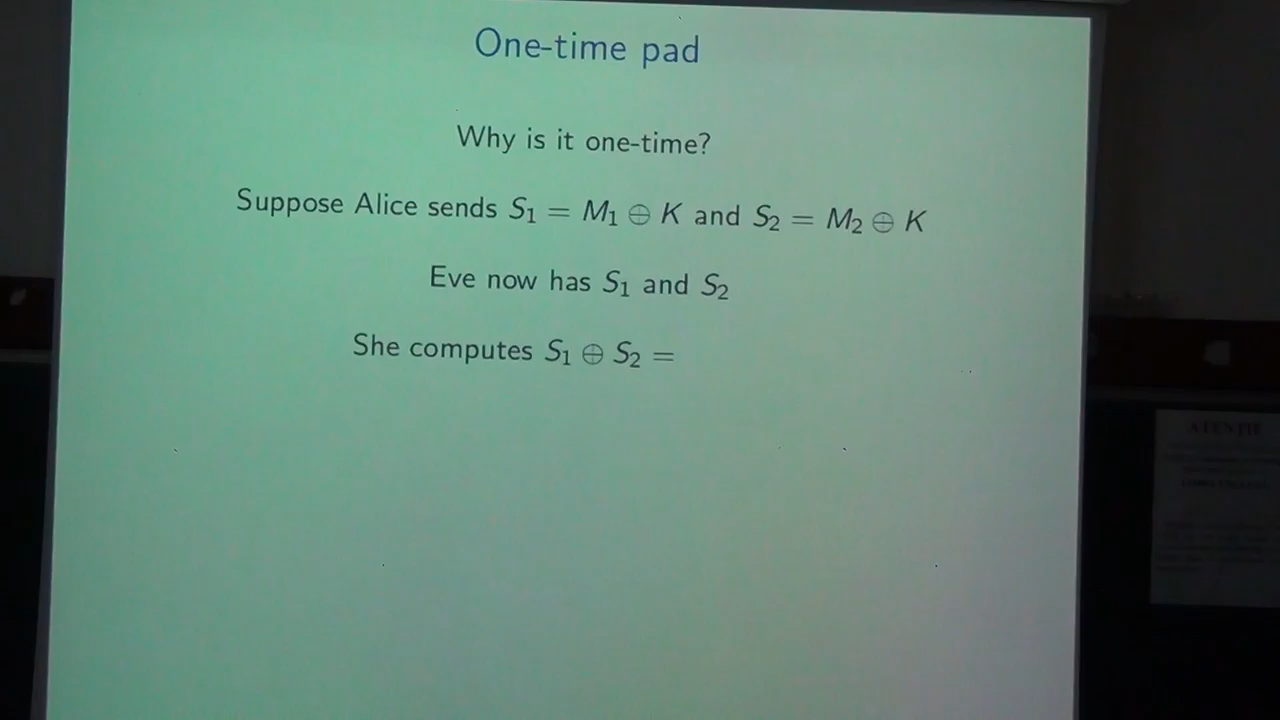 One-time pad
Why is it one-time?
Suppose Alice sends S₁ = M₁ ⊕ K and S₂ = M₂ ⊕ K
Eve now has S₁ and S₂
She computes S₁ ⊕ S₂ =
ATENȚIE